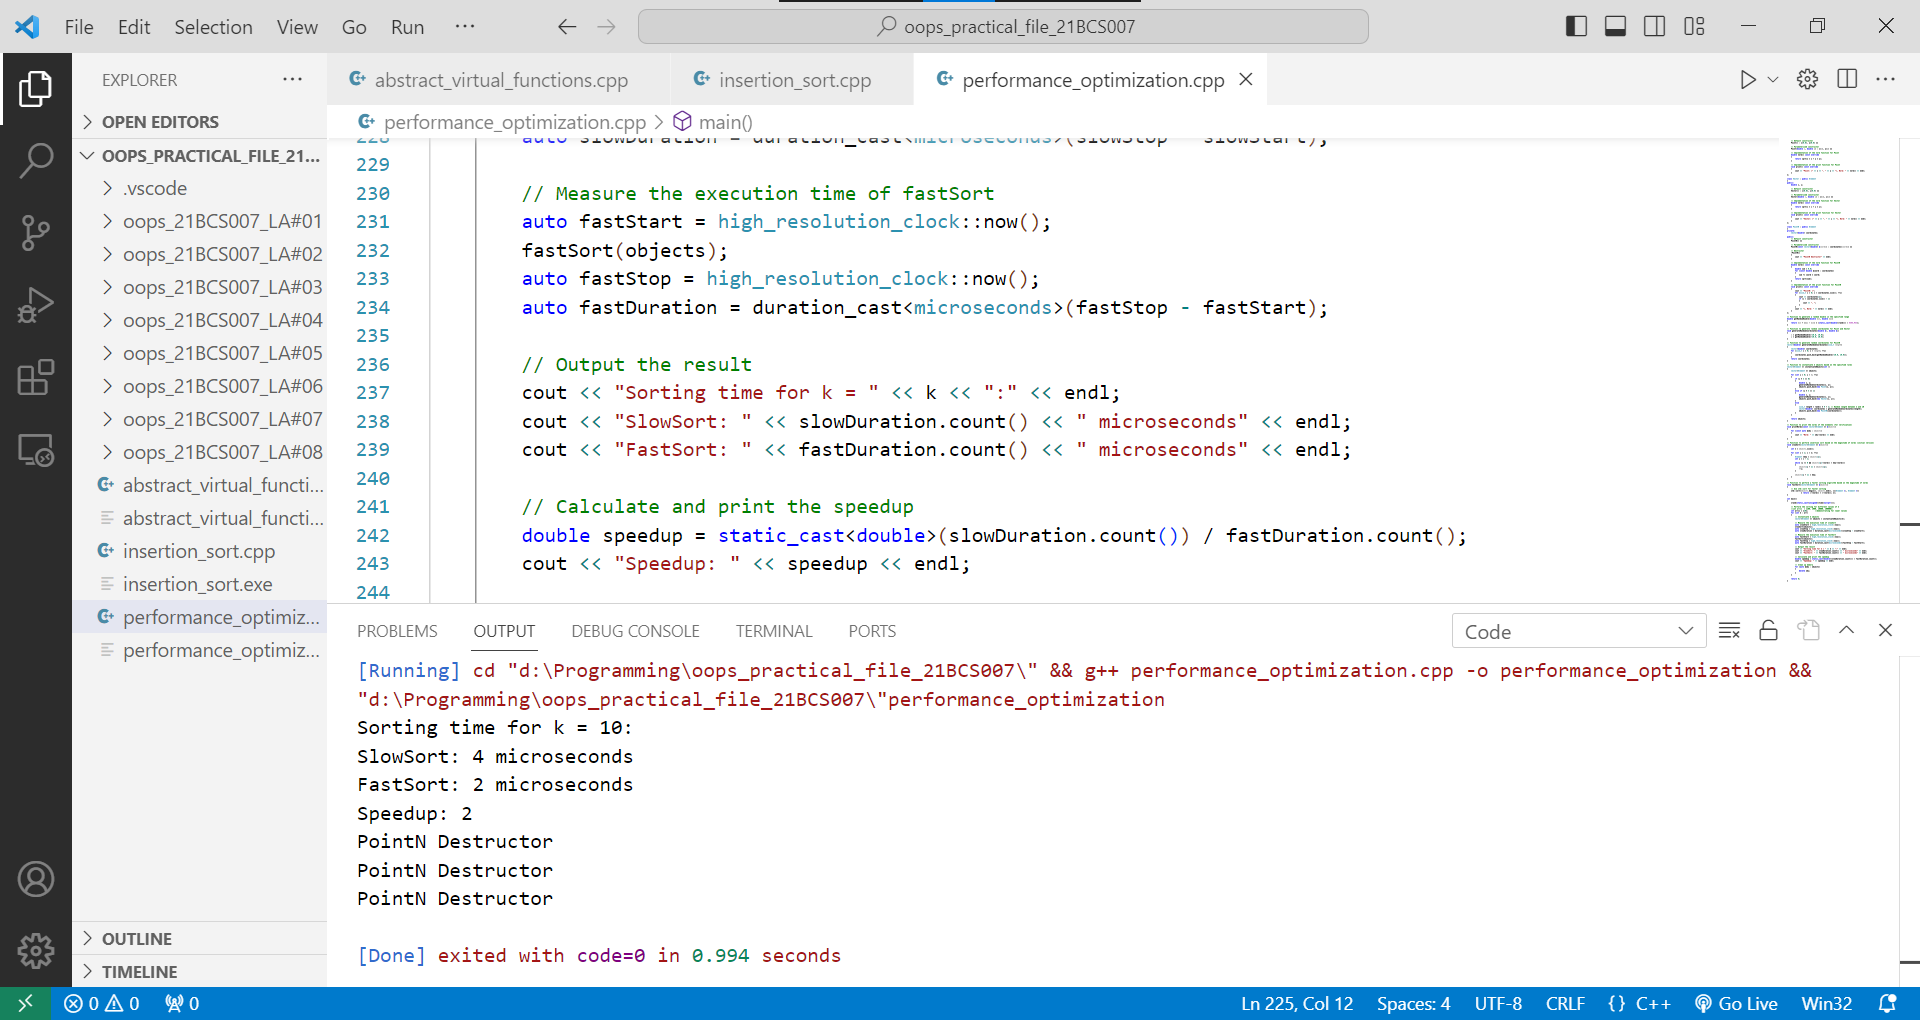 File Edit Selection View Go Run ··· oops_practical_file_21BCS007
EXPLORER ···
OPEN EDITORS
OOPS_PRACTICAL_FILE_21...
.vscode
oops_21BCS007_LA#01
oops_21BCS007_LA#02
oops_21BCS007_LA#03
oops_21BCS007_LA#04
oops_21BCS007_LA#05
oops_21BCS007_LA#06
oops_21BCS007_LA#07
oops_21BCS007_LA#08
abstract_virtual_functi...
abstract_virtual_functi...
insertion_sort.cpp
insertion_sort.exe
performance_optimiz...
performance_optimiz...
OUTLINE
TIMELINE
abstract_virtual_functions.cpp insertion_sort.cpp performance_optimization.cpp
performance_optimization.cpp > main()
228 auto slowDuration = duration_cast<microseconds>(slowStop - slowStart);
229
230 // Measure the execution time of fastSort
231 auto fastStart = high_resolution_clock::now();
232 fastSort(objects);
233 auto fastStop = high_resolution_clock::now();
234 auto fastDuration = duration_cast<microseconds>(fastStop - fastStart);
235
236 // Output the result
237 cout << "Sorting time for k = " << k << ":" << endl;
238 cout << "SlowSort: " << slowDuration.count() << " microseconds" << endl;
239 cout << "FastSort: " << fastDuration.count() << " microseconds" << endl;
240
241 // Calculate and print the speedup
242 double speedup = static_cast<double>(slowDuration.count()) / fastDuration.count();
243 cout << "Speedup: " << speedup << endl;
244
PROBLEMS OUTPUT DEBUG CONSOLE TERMINAL PORTS Code
[Running] cd "d:\Programming\oops_practical_file_21BCS007\" && g++ performance_optimization.cpp -o performance_optimization &&
"d:\Programming\oops_practical_file_21BCS007\"performance_optimization
Sorting time for k = 10:
SlowSort: 4 microseconds
FastSort: 2 microseconds
Speedup: 2
PointN Destructor
PointN Destructor
PointN Destructor
[Done] exited with code=0 in 0.994 seconds
0 0 0 Ln 225, Col 12 Spaces: 4 UTF-8 CRLF {} C++ Go Live Win32